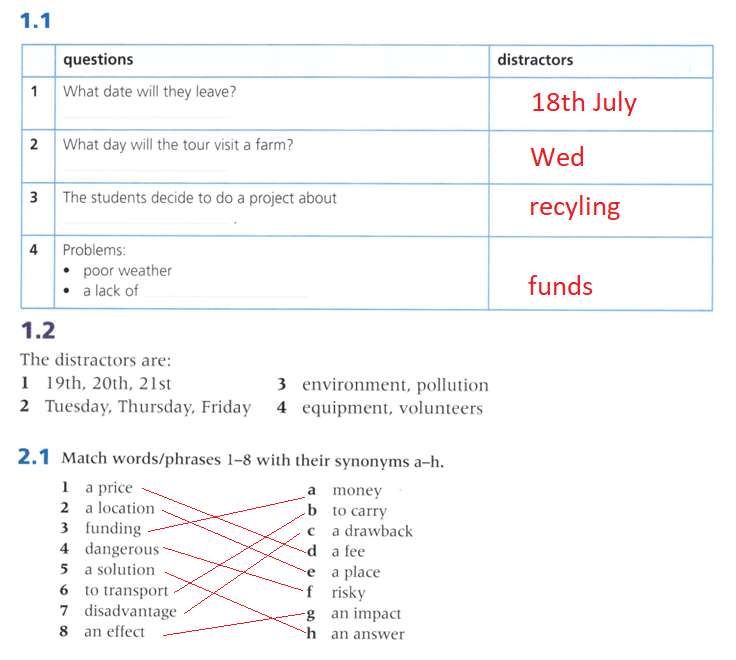 1.1
questions distractors
1 What date will they leave? 18th July
2 What day will the tour visit a farm? Wed
3 The students decide to do a project about recyling
.
4 Problems:
• poor weather
• a lack of funds
1.2
The distractors are:
1 19th, 20th, 21st 3 environment, pollution
2 Tuesday, Thursday, Friday 4 equipment, volunteers
2.1 Match words/phrases 1–8 with their synonyms a–h.
1 a price a money
2 a location b to carry
3 funding c a drawback
4 dangerous d a fee
5 a solution e a place
6 to transport f risky
7 disadvantage g an impact
8 an effect h an answer